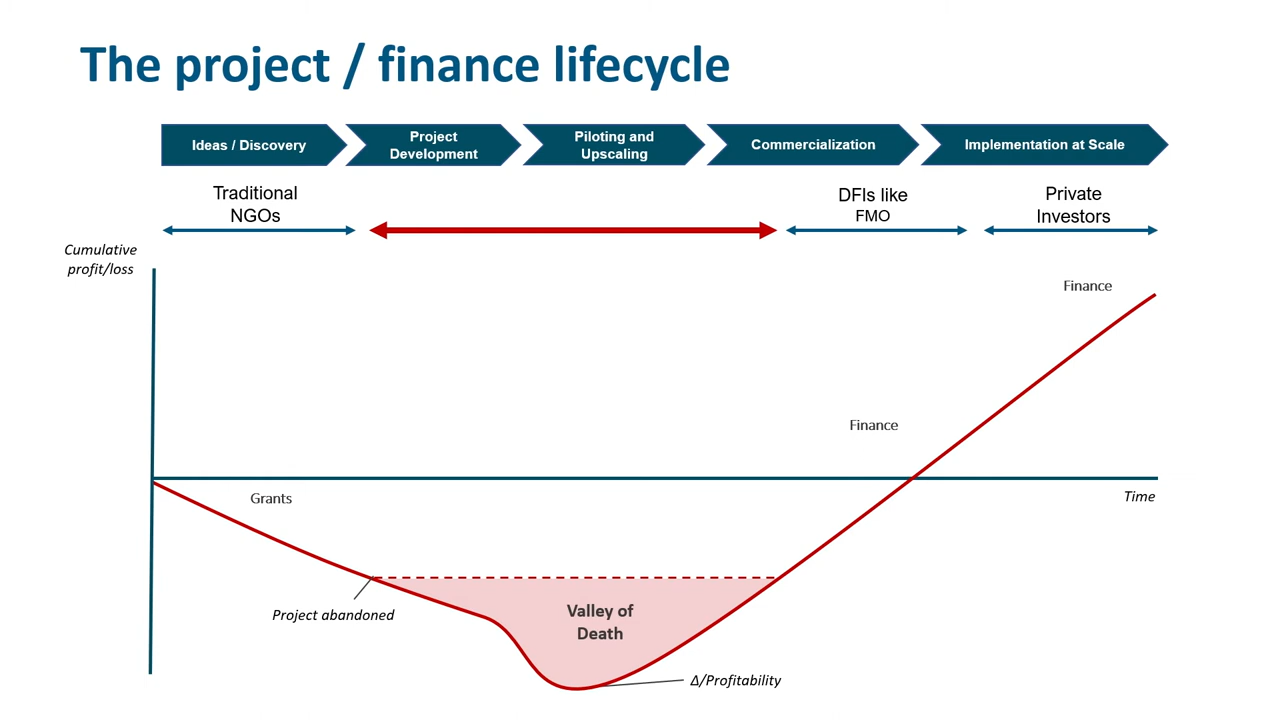 The project / finance lifecycle
Ideas / Discovery
Project
Development
Piloting and
Upscaling
Commercialization
Implementation at Scale
Traditional
NGOs
DFIs like
FMO
Private
Investors
Cumulative
profit/loss
Finance
Finance
Grants
Time
Project abandoned
Valley of
Death
Δ/Profitability